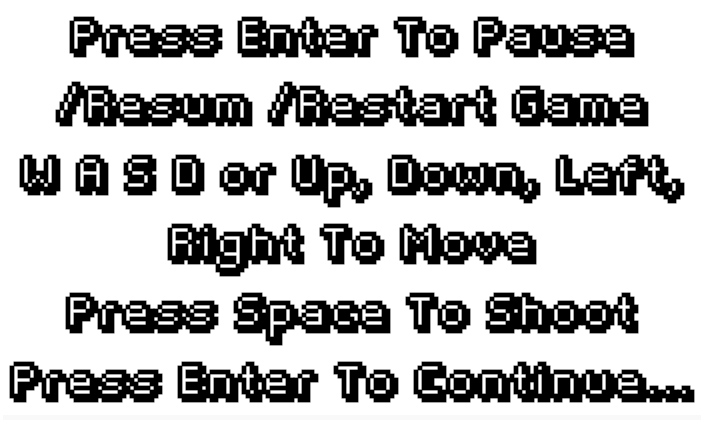 Press Enter To Pause
/Resum /Restart Game
W A S D or Up, Down, Left,
Right To Move
Press Space To Shoot
Press Enter To Continue...